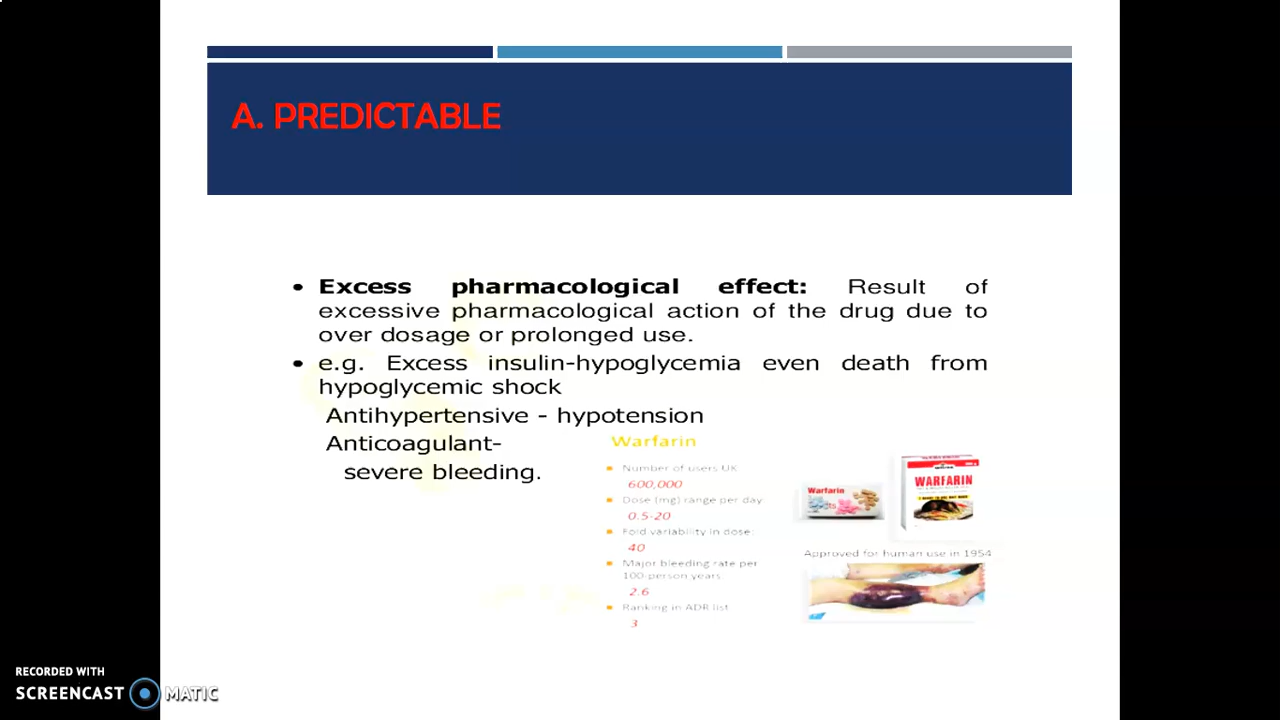 A. PREDICTABLE
• Excess pharmacological effect: Result of
excessive pharmacological action of the drug due to
over dosage or prolonged use.
• e.g. Excess insulin-hypoglycemia even death from
hypoglycemic shock
Antihypertensive - hypotension
Anticoagulant-
severe bleeding.
Warfarin
Number of users UK
600,000
Dose (mg) range per day
0.5-20
Fold variability in dose:
40
Major bleeding rate per
100-person years:
2.6
Ranking in ADR list
3
Warfarin
WARFARIN
Approved for human use in 1954
RECORDED WITH
SCREENCAST MATIC